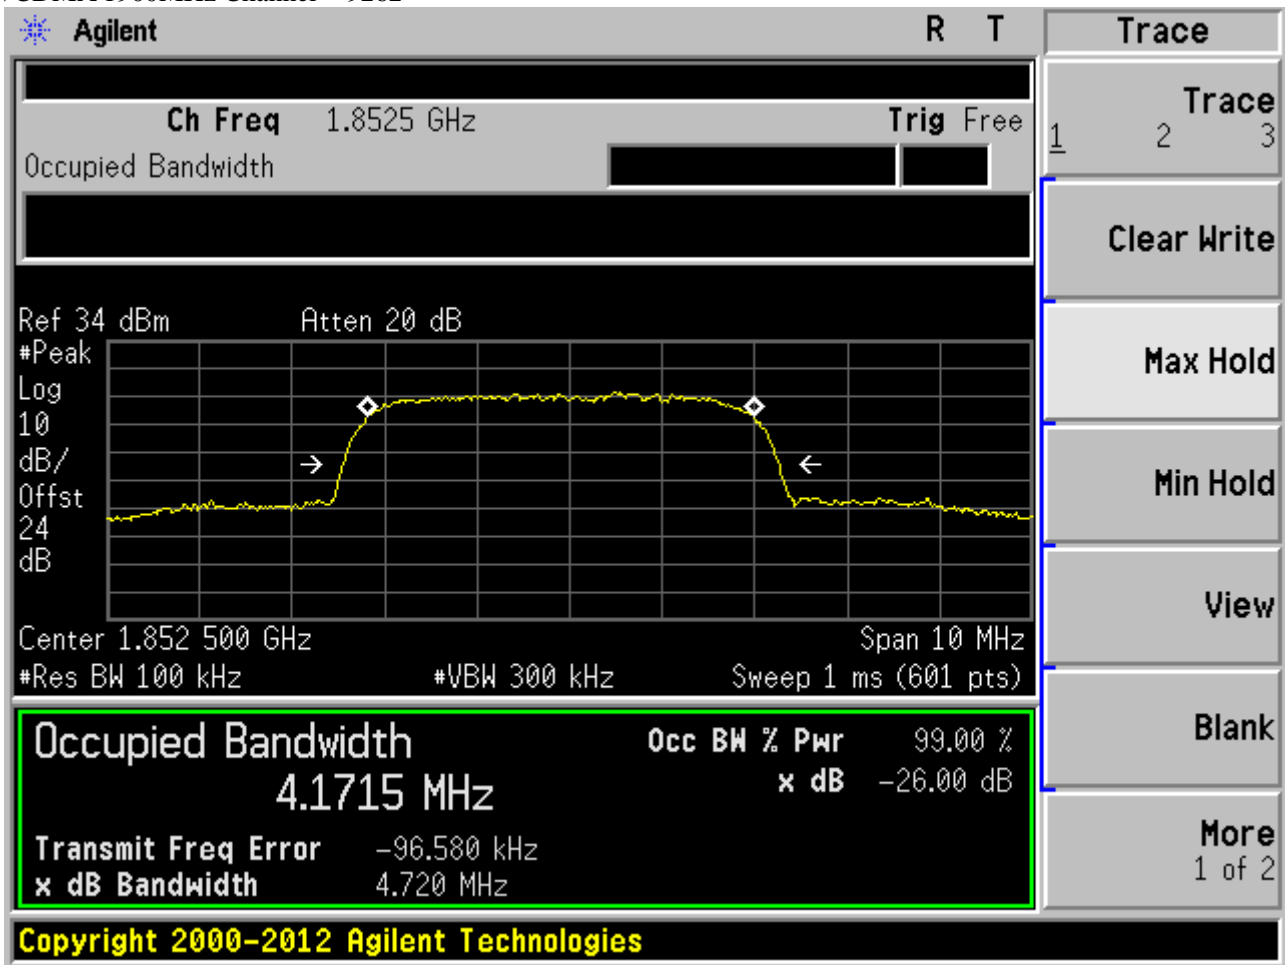 Agilent R T Trace
Ch Freq 1.8525 GHz Trig Free
Occupied Bandwidth
Trace
1 2 3
Clear Write
Max Hold
Min Hold
View
Blank
More
1 of 2
Ref 34 dBm Atten 20 dB
#Peak
Log
10
dB/
Offst
24
dB
Center 1.852 500 GHz Span 10 MHz
#Res BW 100 kHz #VBW 300 kHz Sweep 1 ms (601 pts)
Occupied Bandwidth Occ BW % Pwr 99.00 %
4.1715 MHz x dB -26.00 dB
Transmit Freq Error -96.580 kHz
x dB Bandwidth 4.720 MHz
Copyright 2000-2012 Agilent Technologies